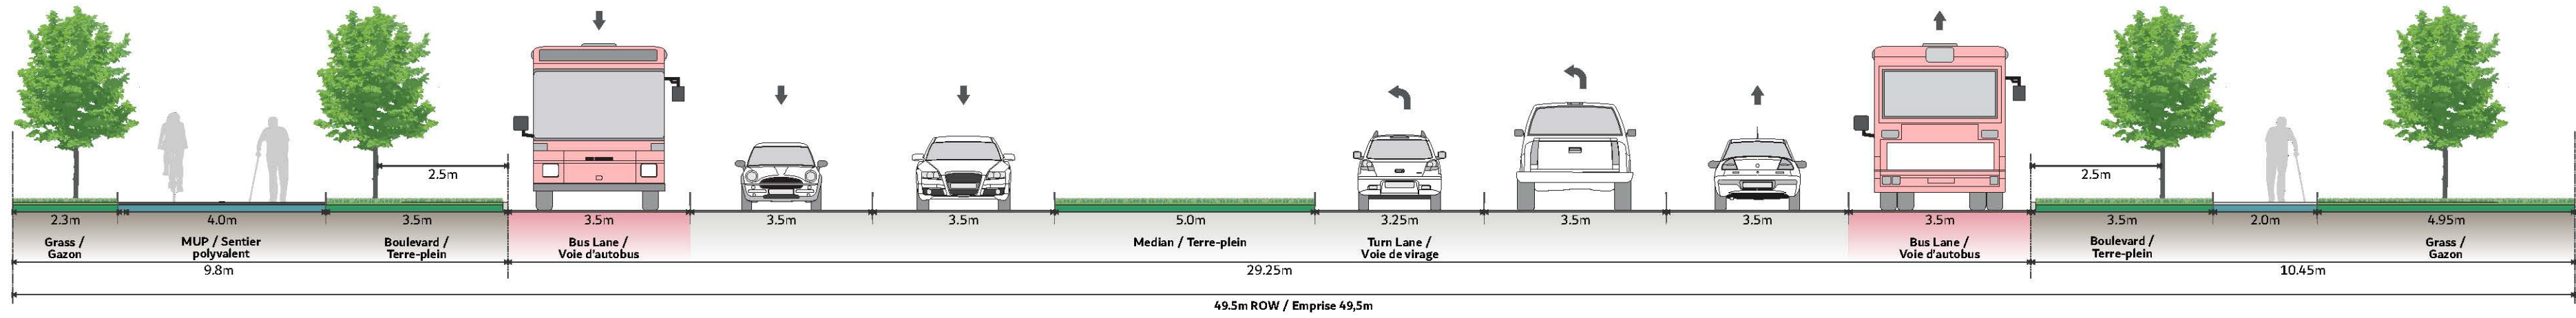 2.5m
2.5m
2.3m
4.0m
3.5m
3.5m
3.5m
3.5m
5.0m
3.25m
3.5m
3.5m
3.5m
3.5m
2.0m
4.95m
Grass /
Gazon
MUP / Sentier
polyvalent
Boulevard /
Terre-plein
Bus Lane /
Voie d'autobus
Median / Terre-plein
Turn Lane /
Voie de virage
Bus Lane /
Voie d'autobus
Boulevard /
Terre-plein
Grass /
Gazon
9.8m
29.25m
10.45m
49.5m ROW / Emprise 49,5m